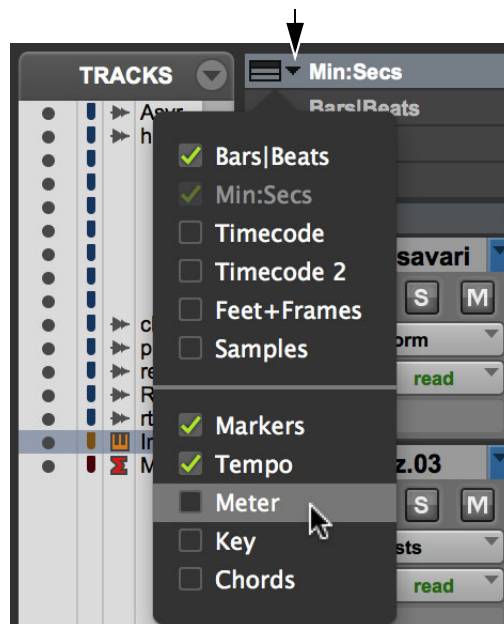 TRACKS
Min:Secs
Bars|Beats
Bars|Beats
Min:Secs
Timecode
Timecode 2
Feet+Frames
Samples
Markers
Tempo
Meter
Key
Chords
savari
S M
orm
read
z.03
S M
sts
read